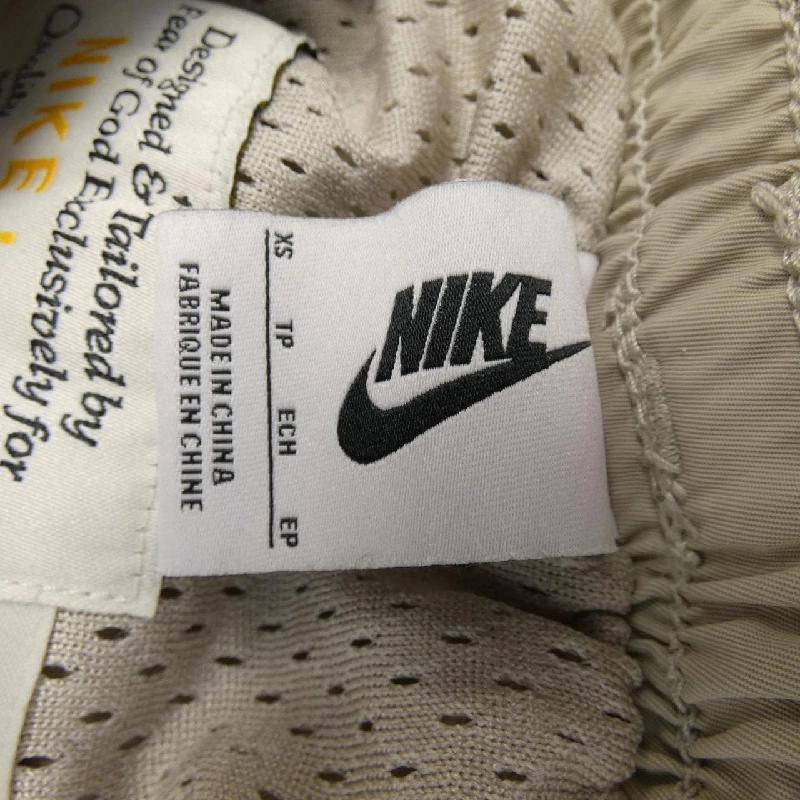 Designed & Tailored by
Fear of God Exclusively for
NIKE
NIKE
XS TP ECH EP
MADE IN CHINA
FABRIQUE EN CHINE